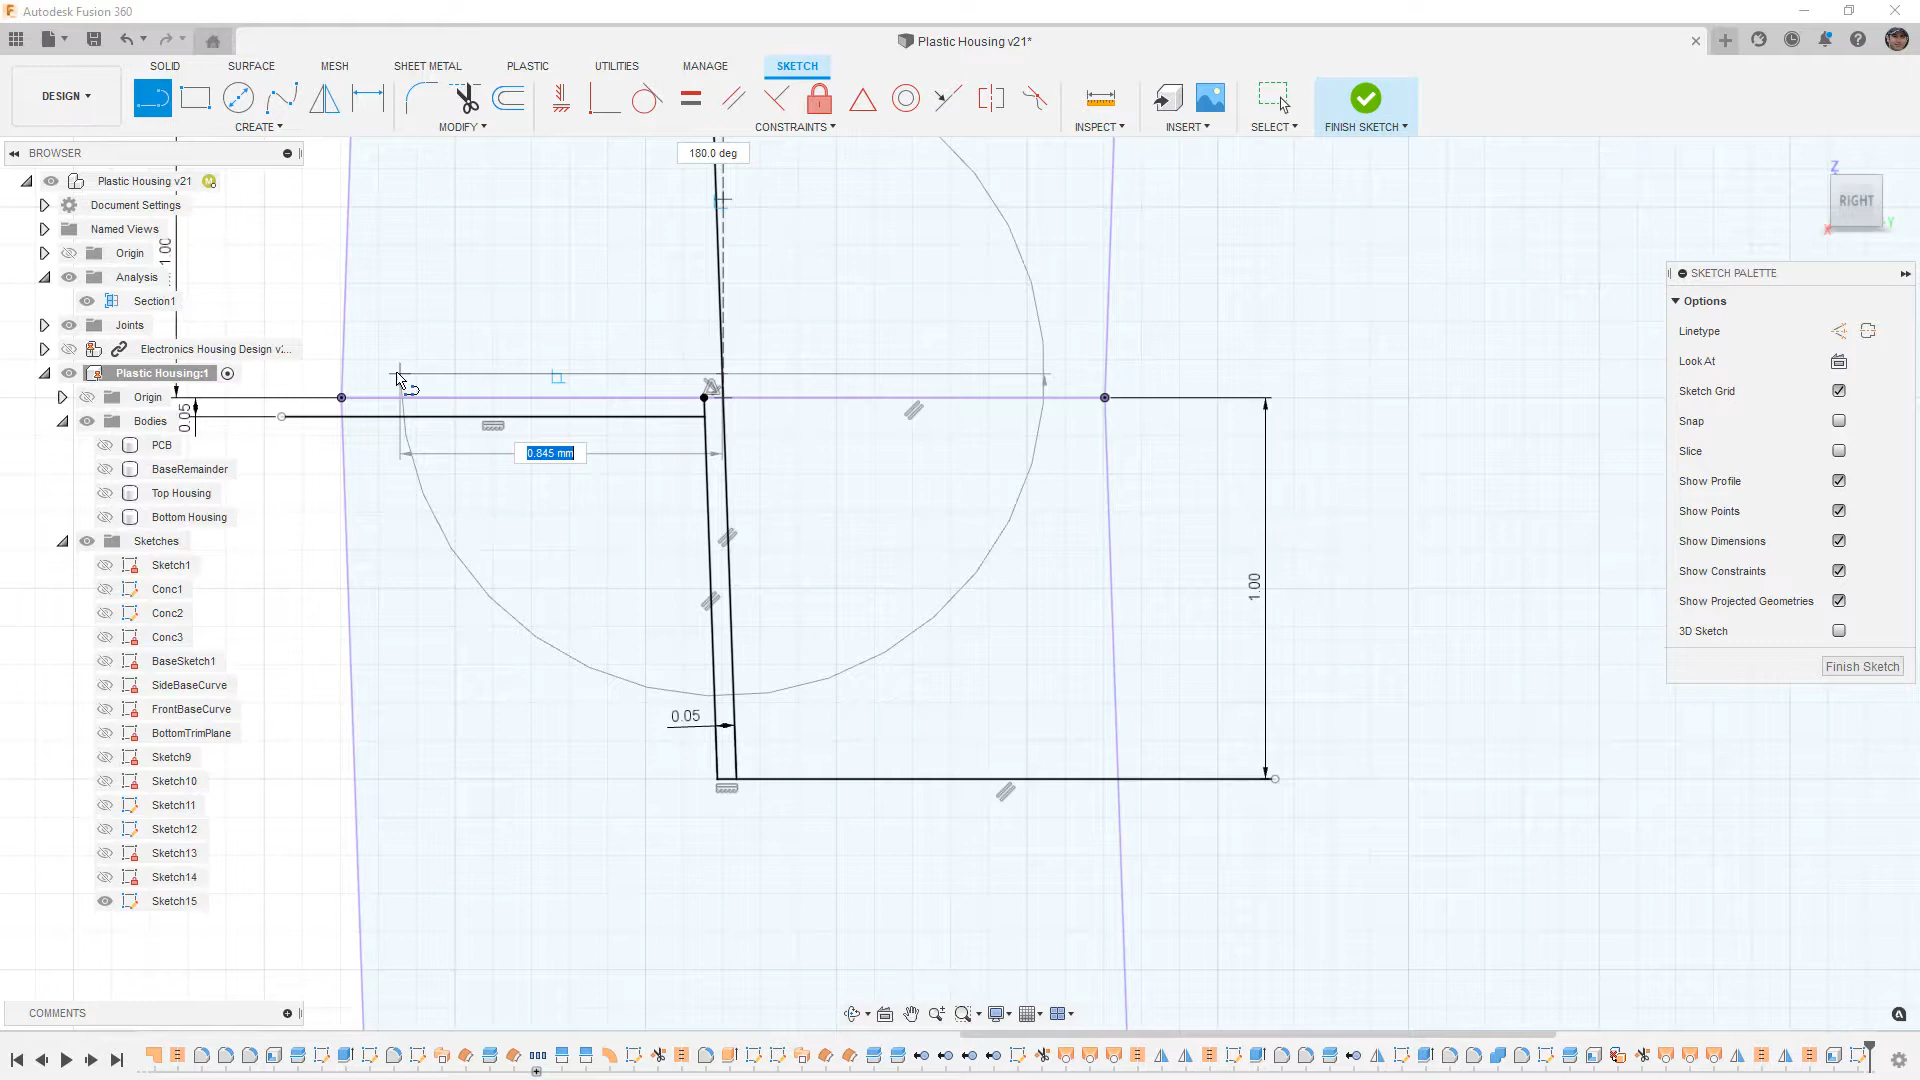 Autodesk Fusion 360
Plastic Housing v21*
DESIGN
SOLID
SURFACE
MESH
SHEET METAL
PLASTIC
UTILITIES
MANAGE
SKETCH
CREATE
MODIFY
CONSTRAINTS
INSPECT
INSERT
SELECT
FINISH SKETCH
BROWSER
Plastic Housing v21
Document Settings
Named Views
Origin
Analysis
Section1
Joints
Electronics Housing Design v:...
Plastic Housing:1
Origin
Bodies
PCB
BaseRemainder
Top Housing
Bottom Housing
Sketches
Sketch1
Conc1
Conc2
Conc3
BaseSketch1
SideBaseCurve
FrontBaseCurve
BottomTrimPlane
Sketch9
Sketch10
Sketch11
Sketch12
Sketch13
Sketch14
Sketch15
1.00
0.05
180.0 deg
0.845 mm
0.05
1.00
Z
RIGHT
X
Y
SKETCH PALETTE
Options
Linetype
Look At
Sketch Grid
Snap
Slice
Show Profile
Show Points
Show Dimensions
Show Constraints
Show Projected Geometries
3D Sketch
Finish Sketch
COMMENTS